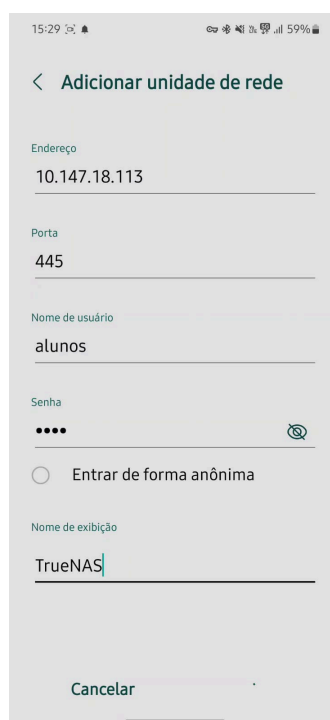 15:29 59%
Adicionar unidade de rede
Endereço
10.147.18.113
Porta
445
Nome de usuário
alunos
Senha
••••
Entrar de forma anônima
Nome de exibição
TrueNAS
Cancelar